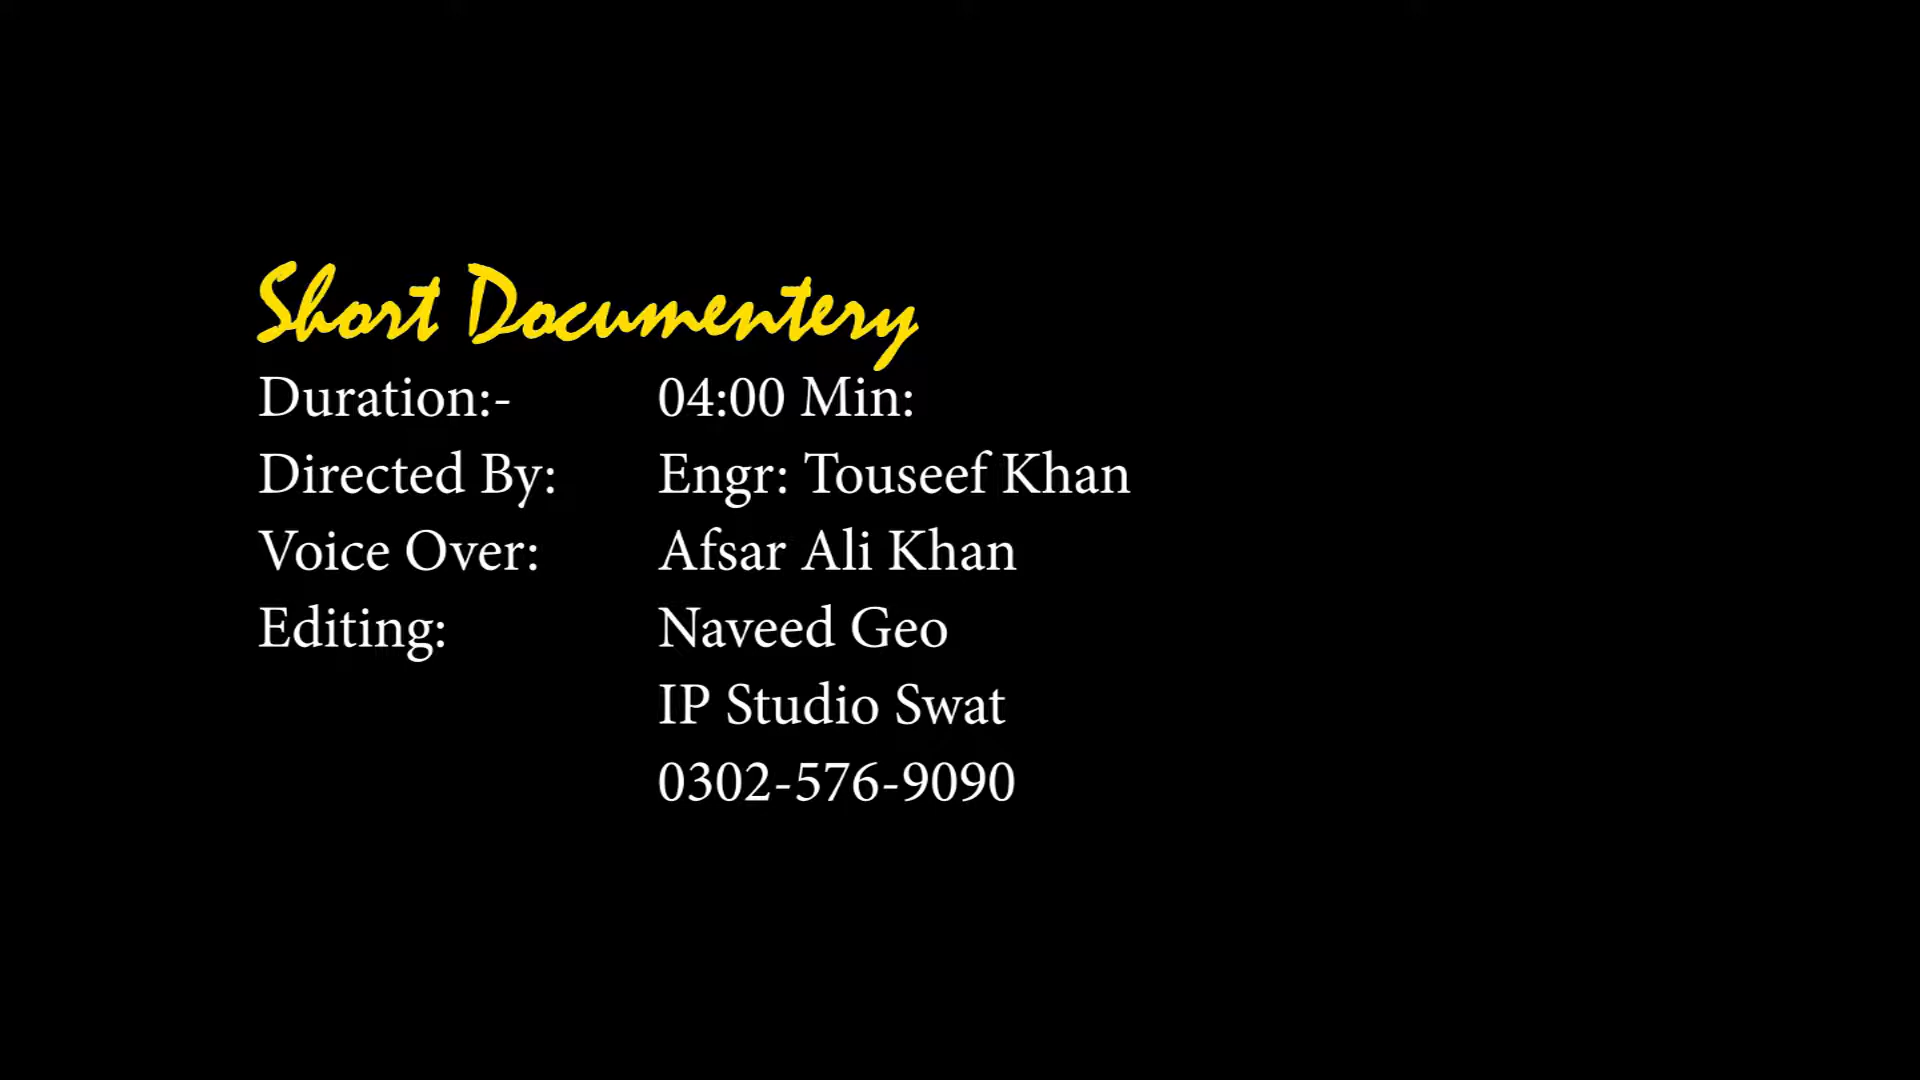 Short Documentery
Duration:- 04:00 Min:
Directed By: Engr: Touseef Khan
Voice Over: Afsar Ali Khan
Editing: Naveed Geo
IP Studio Swat
0302-576-9090